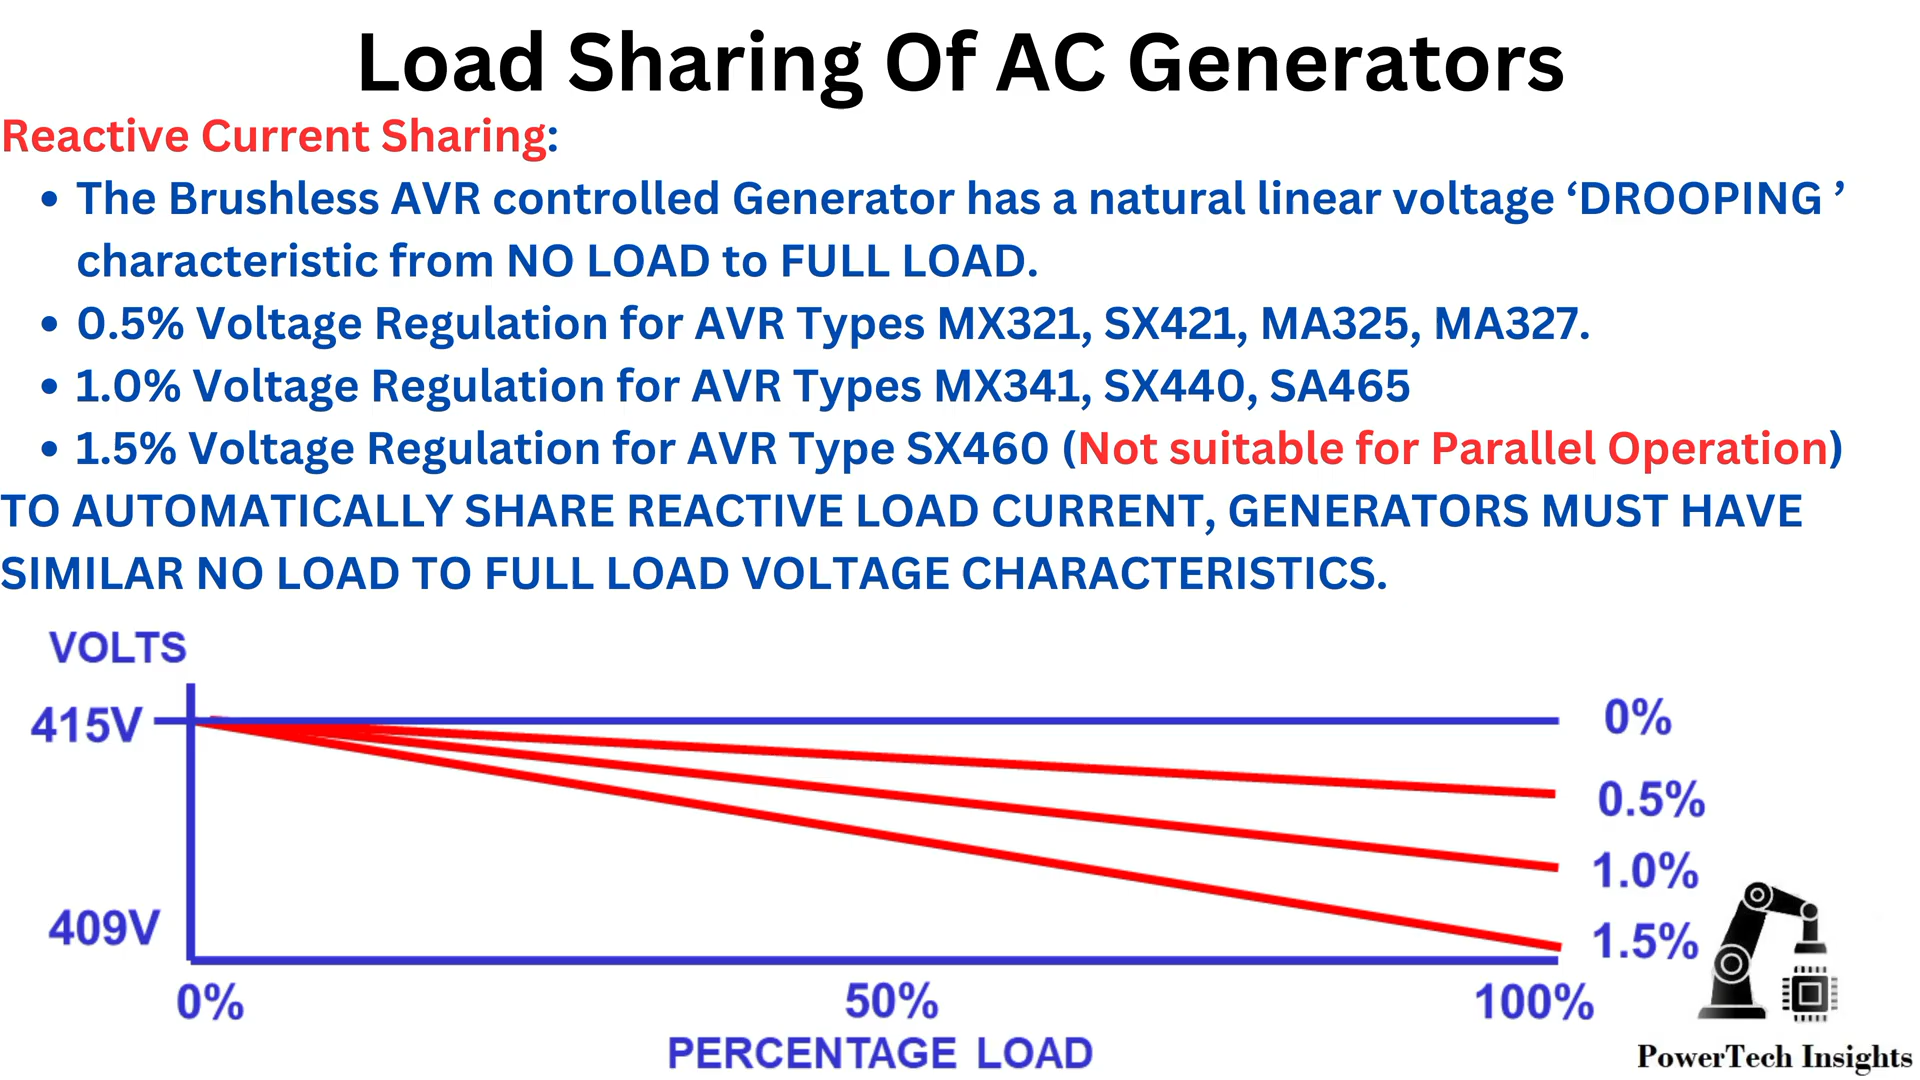 Load Sharing Of AC Generators
Reactive Current Sharing:
• The Brushless AVR controlled Generator has a natural linear voltage ‘DROOPING ’
characteristic from NO LOAD to FULL LOAD.
• 0.5% Voltage Regulation for AVR Types MX321, SX421, MA325, MA327.
• 1.0% Voltage Regulation for AVR Types MX341, SX440, SA465
• 1.5% Voltage Regulation for AVR Type SX460 (Not suitable for Parallel Operation)
TO AUTOMATICALLY SHARE REACTIVE LOAD CURRENT, GENERATORS MUST HAVE
SIMILAR NO LOAD TO FULL LOAD VOLTAGE CHARACTERISTICS.
VOLTS
415V
0%
0.5%
1.0%
409V
1.5%
0%
50%
100%
PERCENTAGE LOAD
PowerTech Insights